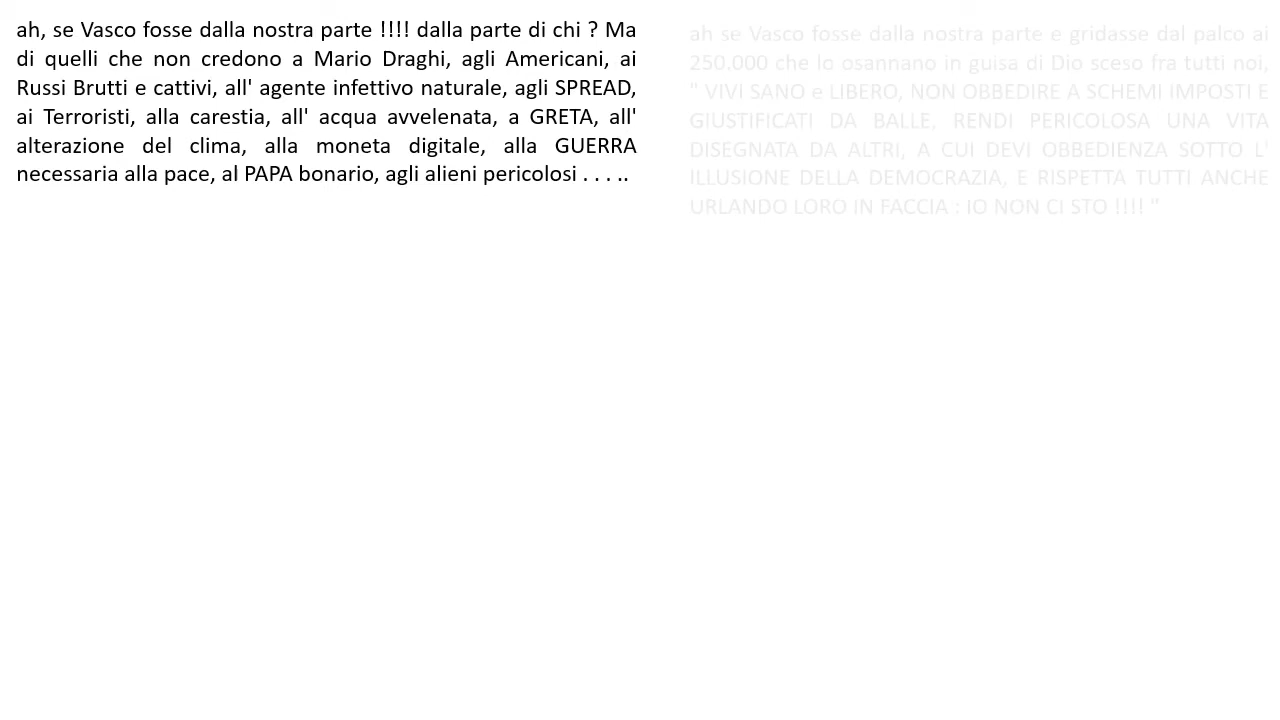 ah, se Vasco fosse dalla nostra parte !!!! dalla parte di chi ? Ma
di quelli che non credono a Mario Draghi, agli Americani, ai
Russi Brutti e cattivi, all' agente infettivo naturale, agli SPREAD,
ai Terroristi, alla carestia, all' acqua avvelenata, a GRETA, all'
alterazione del clima, alla moneta digitale, alla GUERRA
necessaria alla pace, al PAPA bonario, agli alieni pericolosi . . . ..
ah se Vasco fosse dalla nostra parte e gridasse dal palco ai
250.000 che lo osannano in guisa di Dio sceso fra tutti noi,
" VIVI SANO e LIBERO, NON OBBEDIRE A SCHEMI IMPOSTI E
GIUSTIFICATI DA BALLE, RENDI PERICOLOSA UNA VITA
DISEGNATA DA ALTRI, A CUI DEVI OBBEDIENZA SOTTO L'
ILLUSIONE DELLA DEMOCRAZIA, E RISPETTA TUTTI ANCHE
URLANDO LORO IN FACCIA : IO NON CI STO !!!! "